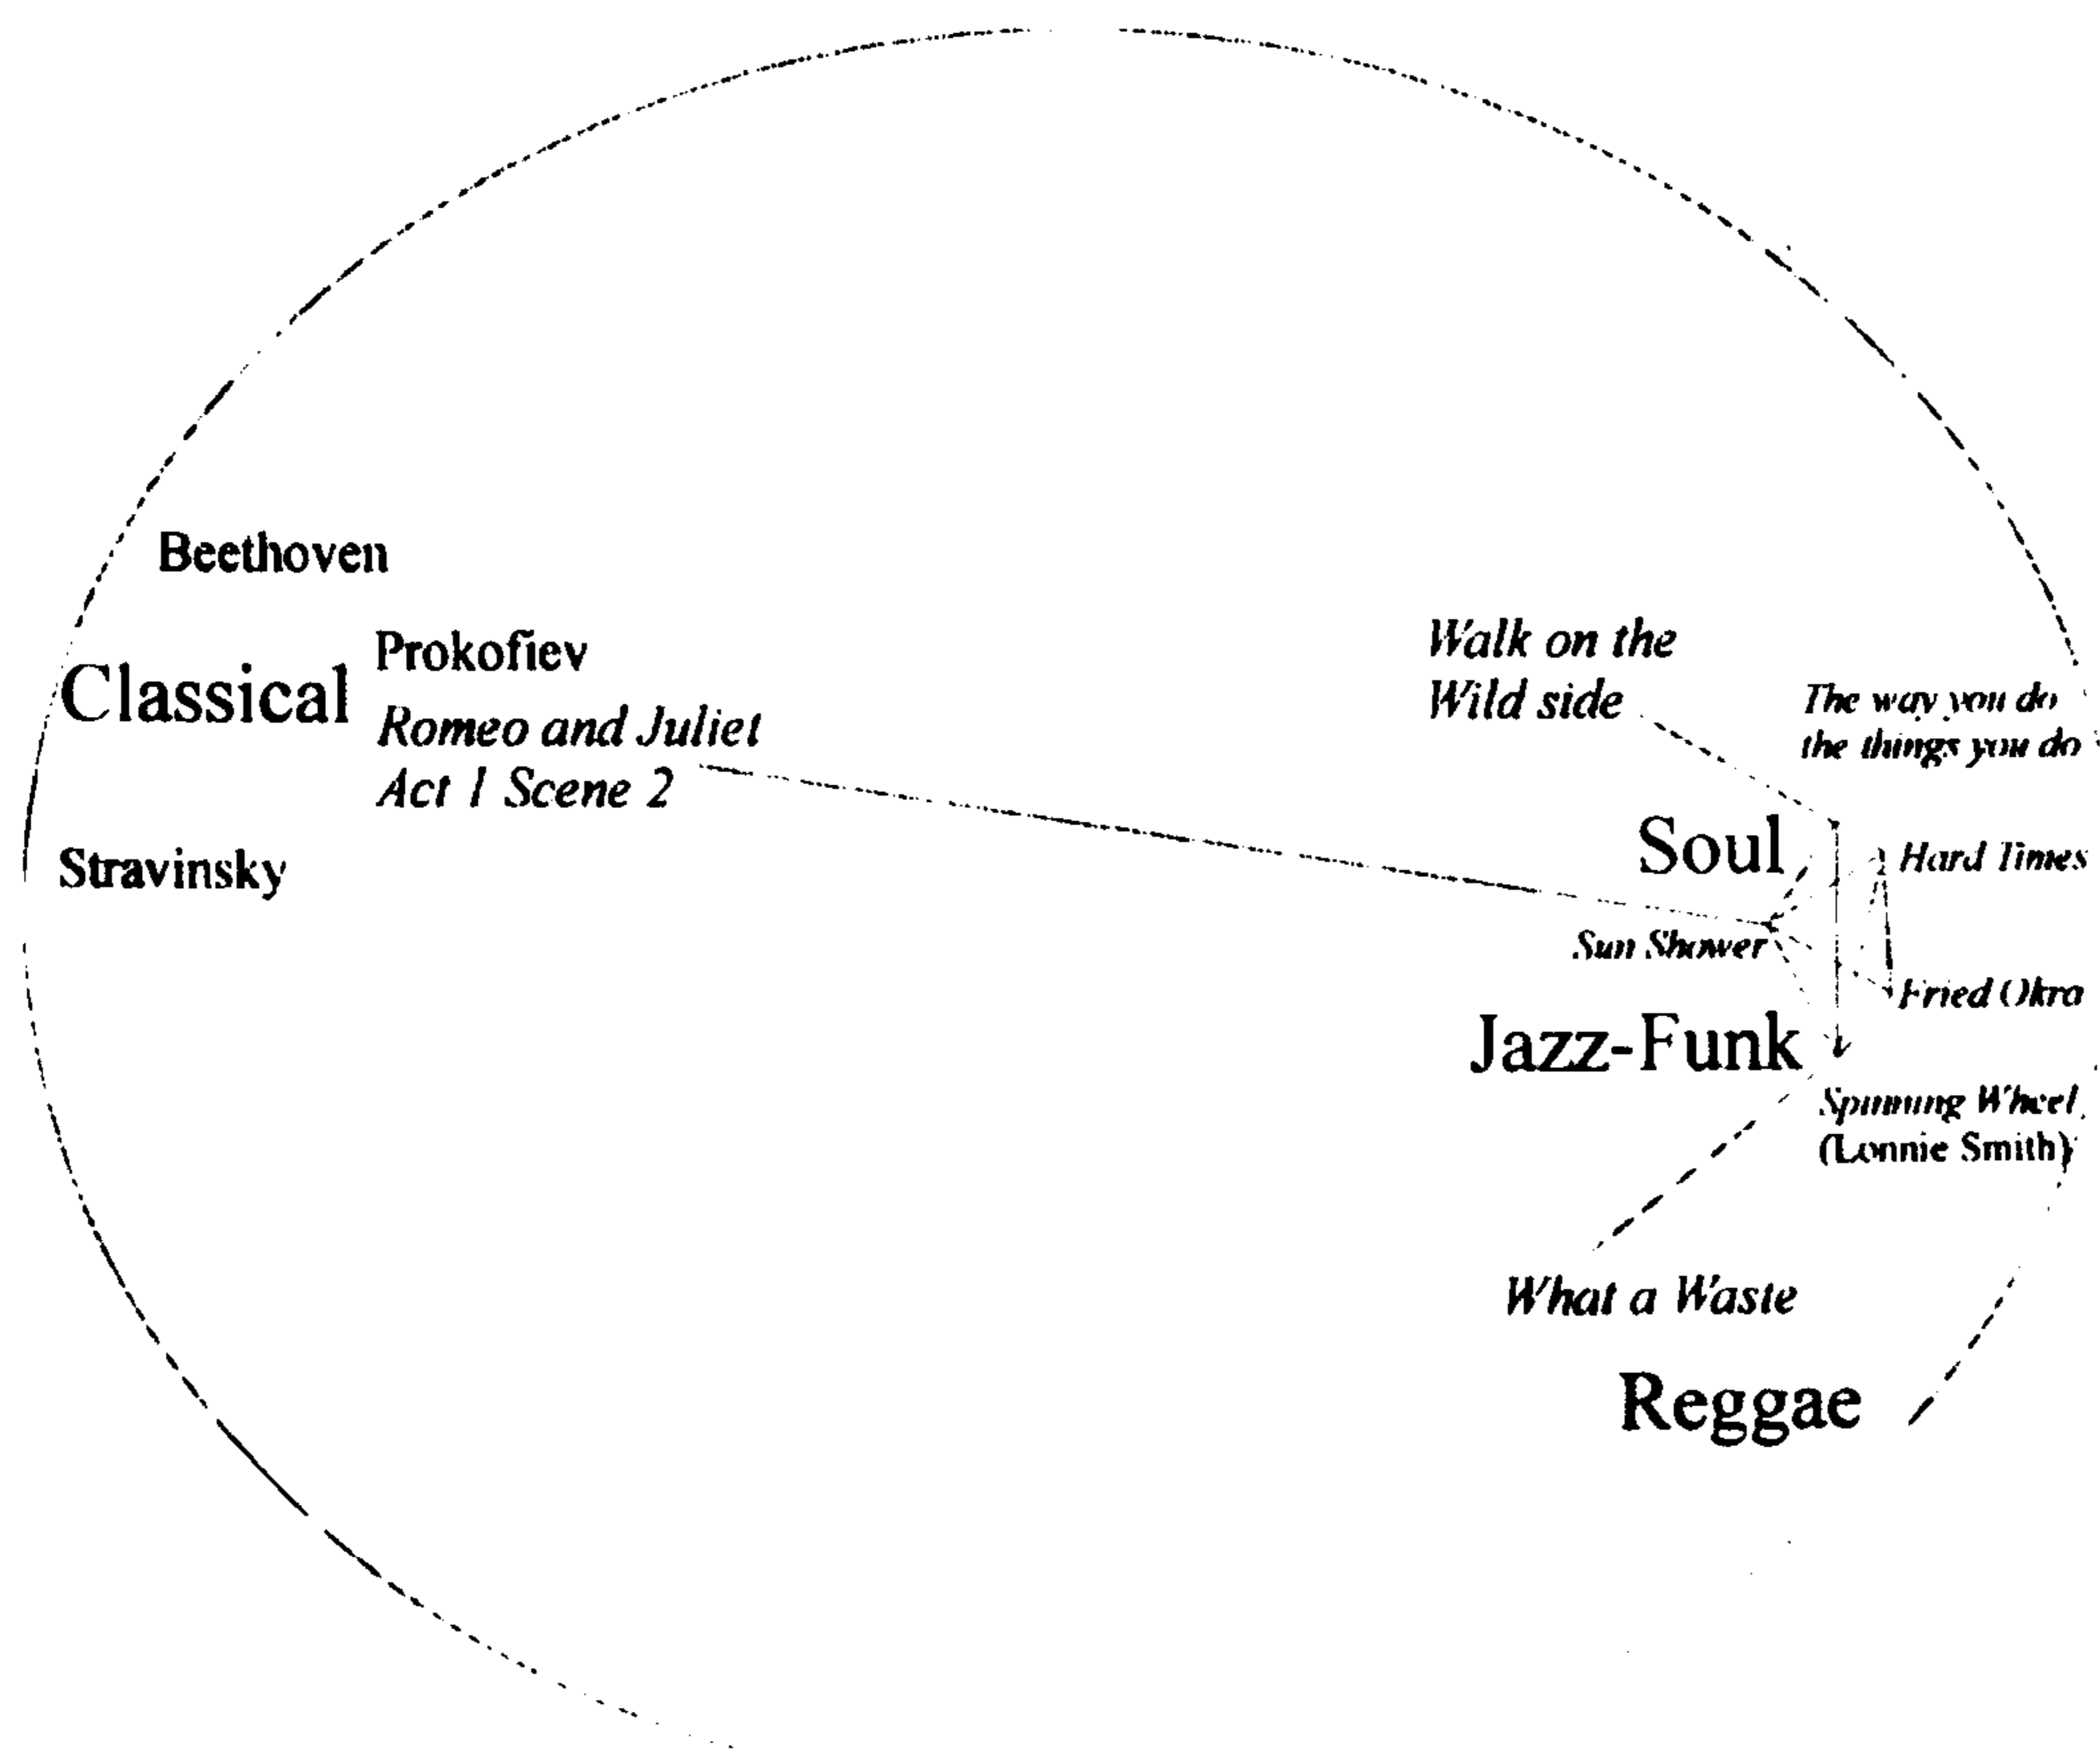 Beethoven
Classical
Prokofiev
Romeo and Juliet
Act 1 Scene 2
Stravinsky
Walk on the
Wild side
The way you do
the things you do
Soul
Hard Times
Sun Shower
Fried Okra
Jazz-Funk
Spinning Wheel
(Lonnie Smith)
What a Waste
Reggae